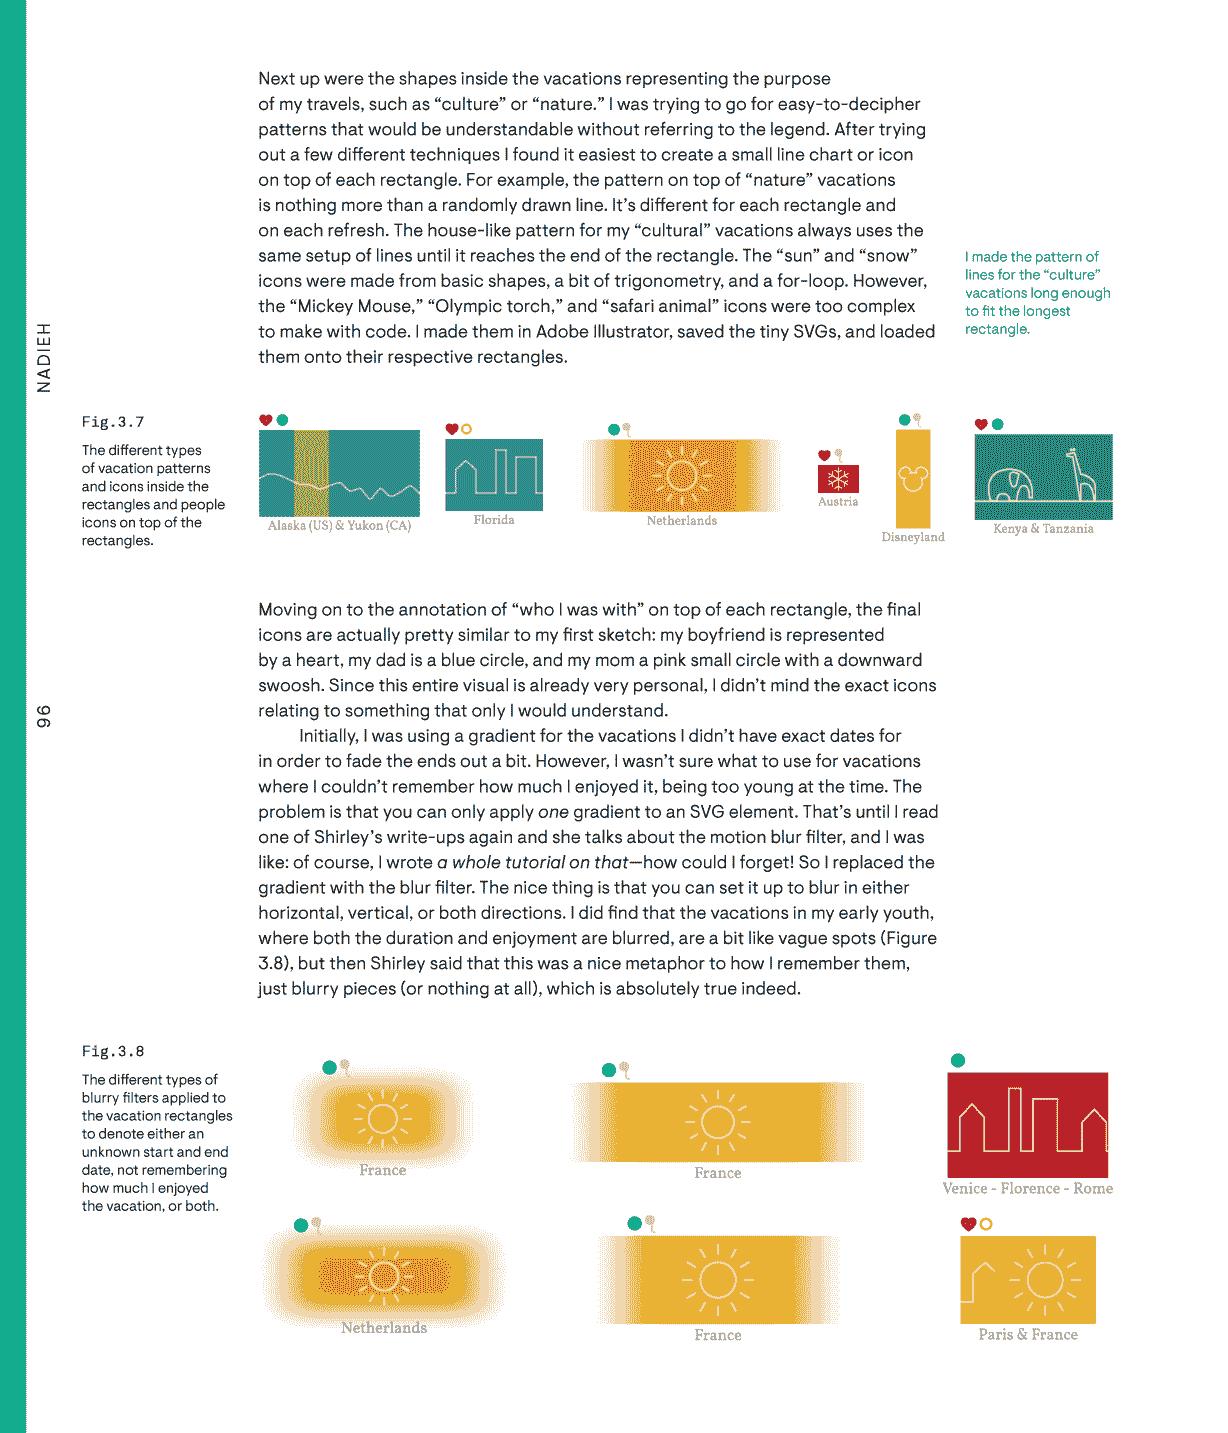 Next up were the shapes inside the vacations representing the purpose
of my travels, such as “culture” or “nature.” I was trying to go for easy-to-decipher
patterns that would be understandable without referring to the legend. After trying
out a few different techniques I found it easiest to create a small line chart or icon
on top of each rectangle. For example, the pattern on top of “nature” vacations
is nothing more than a randomly drawn line. It’s different for each rectangle and
on each refresh. The house-like pattern for my “cultural” vacations always uses the
same setup of lines until it reaches the end of the rectangle. The “sun” and “snow”
icons were made from basic shapes, a bit of trigonometry, and a for-loop. However,
the “Mickey Mouse,” “Olympic torch,” and “safari animal” icons were too complex
to make with code. I made them in Adobe Illustrator, saved the tiny SVGs, and loaded
them onto their respective rectangles.
I made the pattern of
lines for the “culture”
vacations long enough
to fit the longest
rectangle.
NADIEH
Fig.3.7
The different types
of vacation patterns
and icons inside the
rectangles and people
icons on top of the
rectangles.
Alaska (US) & Yukon (CA)
Florida
Netherlands
Austria
Disneyland
Kenya & Tanzania
Moving on to the annotation of “who I was with” on top of each rectangle, the final
icons are actually pretty similar to my first sketch: my boyfriend is represented
by a heart, my dad is a blue circle, and my mom a pink small circle with a downward
swoosh. Since this entire visual is already very personal, I didn’t mind the exact icons
relating to something that only I would understand.
Initially, I was using a gradient for the vacations I didn’t have exact dates for
in order to fade the ends out a bit. However, I wasn’t sure what to use for vacations
where I couldn’t remember how much I enjoyed it, being too young at the time. The
problem is that you can only apply one gradient to an SVG element. That’s until I read
one of Shirley’s write-ups again and she talks about the motion blur filter, and I was
like: of course, I wrote a whole tutorial on that—how could I forget! So I replaced the
gradient with the blur filter. The nice thing is that you can set it up to blur in either
horizontal, vertical, or both directions. I did find that the vacations in my early youth,
where both the duration and enjoyment are blurred, are a bit like vague spots (Figure
3.8), but then Shirley said that this was a nice metaphor to how I remember them,
just blurry pieces (or nothing at all), which is absolutely true indeed.
96
Fig.3.8
The different types of
blurry filters applied to
the vacation rectangles
to denote either an
unknown start and end
date, not remembering
how much I enjoyed
the vacation, or both.
France
France
Venice - Florence - Rome
Netherlands
France
Paris & France